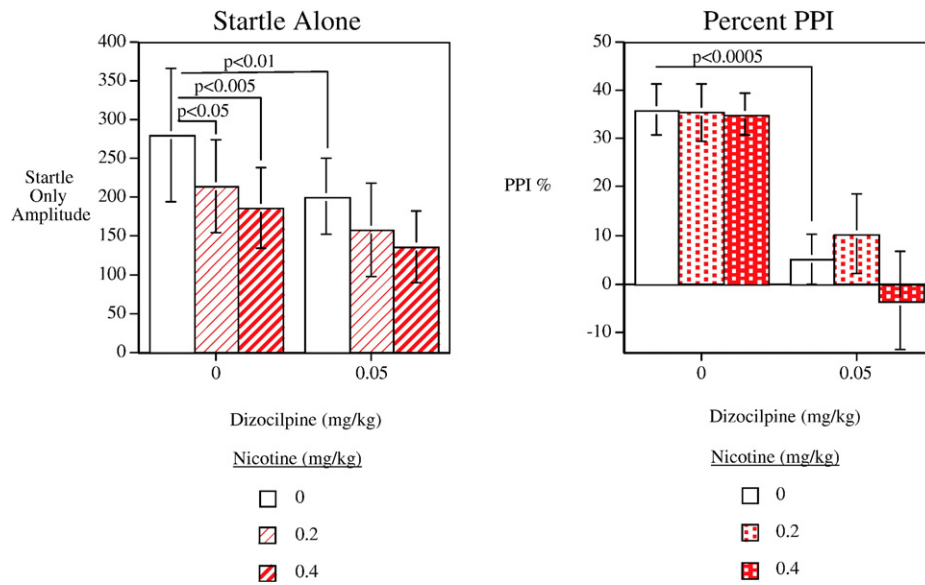 Startle Alone
400
350
300
250
200
150
100
50
0
Startle
Only
Amplitude
p<0.01
p<0.005
p<0.05
0
0.05
Dizocilpine (mg/kg)
Nicotine (mg/kg)
0
0.2
0.4
Percent PPI
50
40
30
20
10
0
-10
PPI %
p<0.0005
0
0.05
Dizocilpine (mg/kg)
Nicotine (mg/kg)
0
0.2
0.4